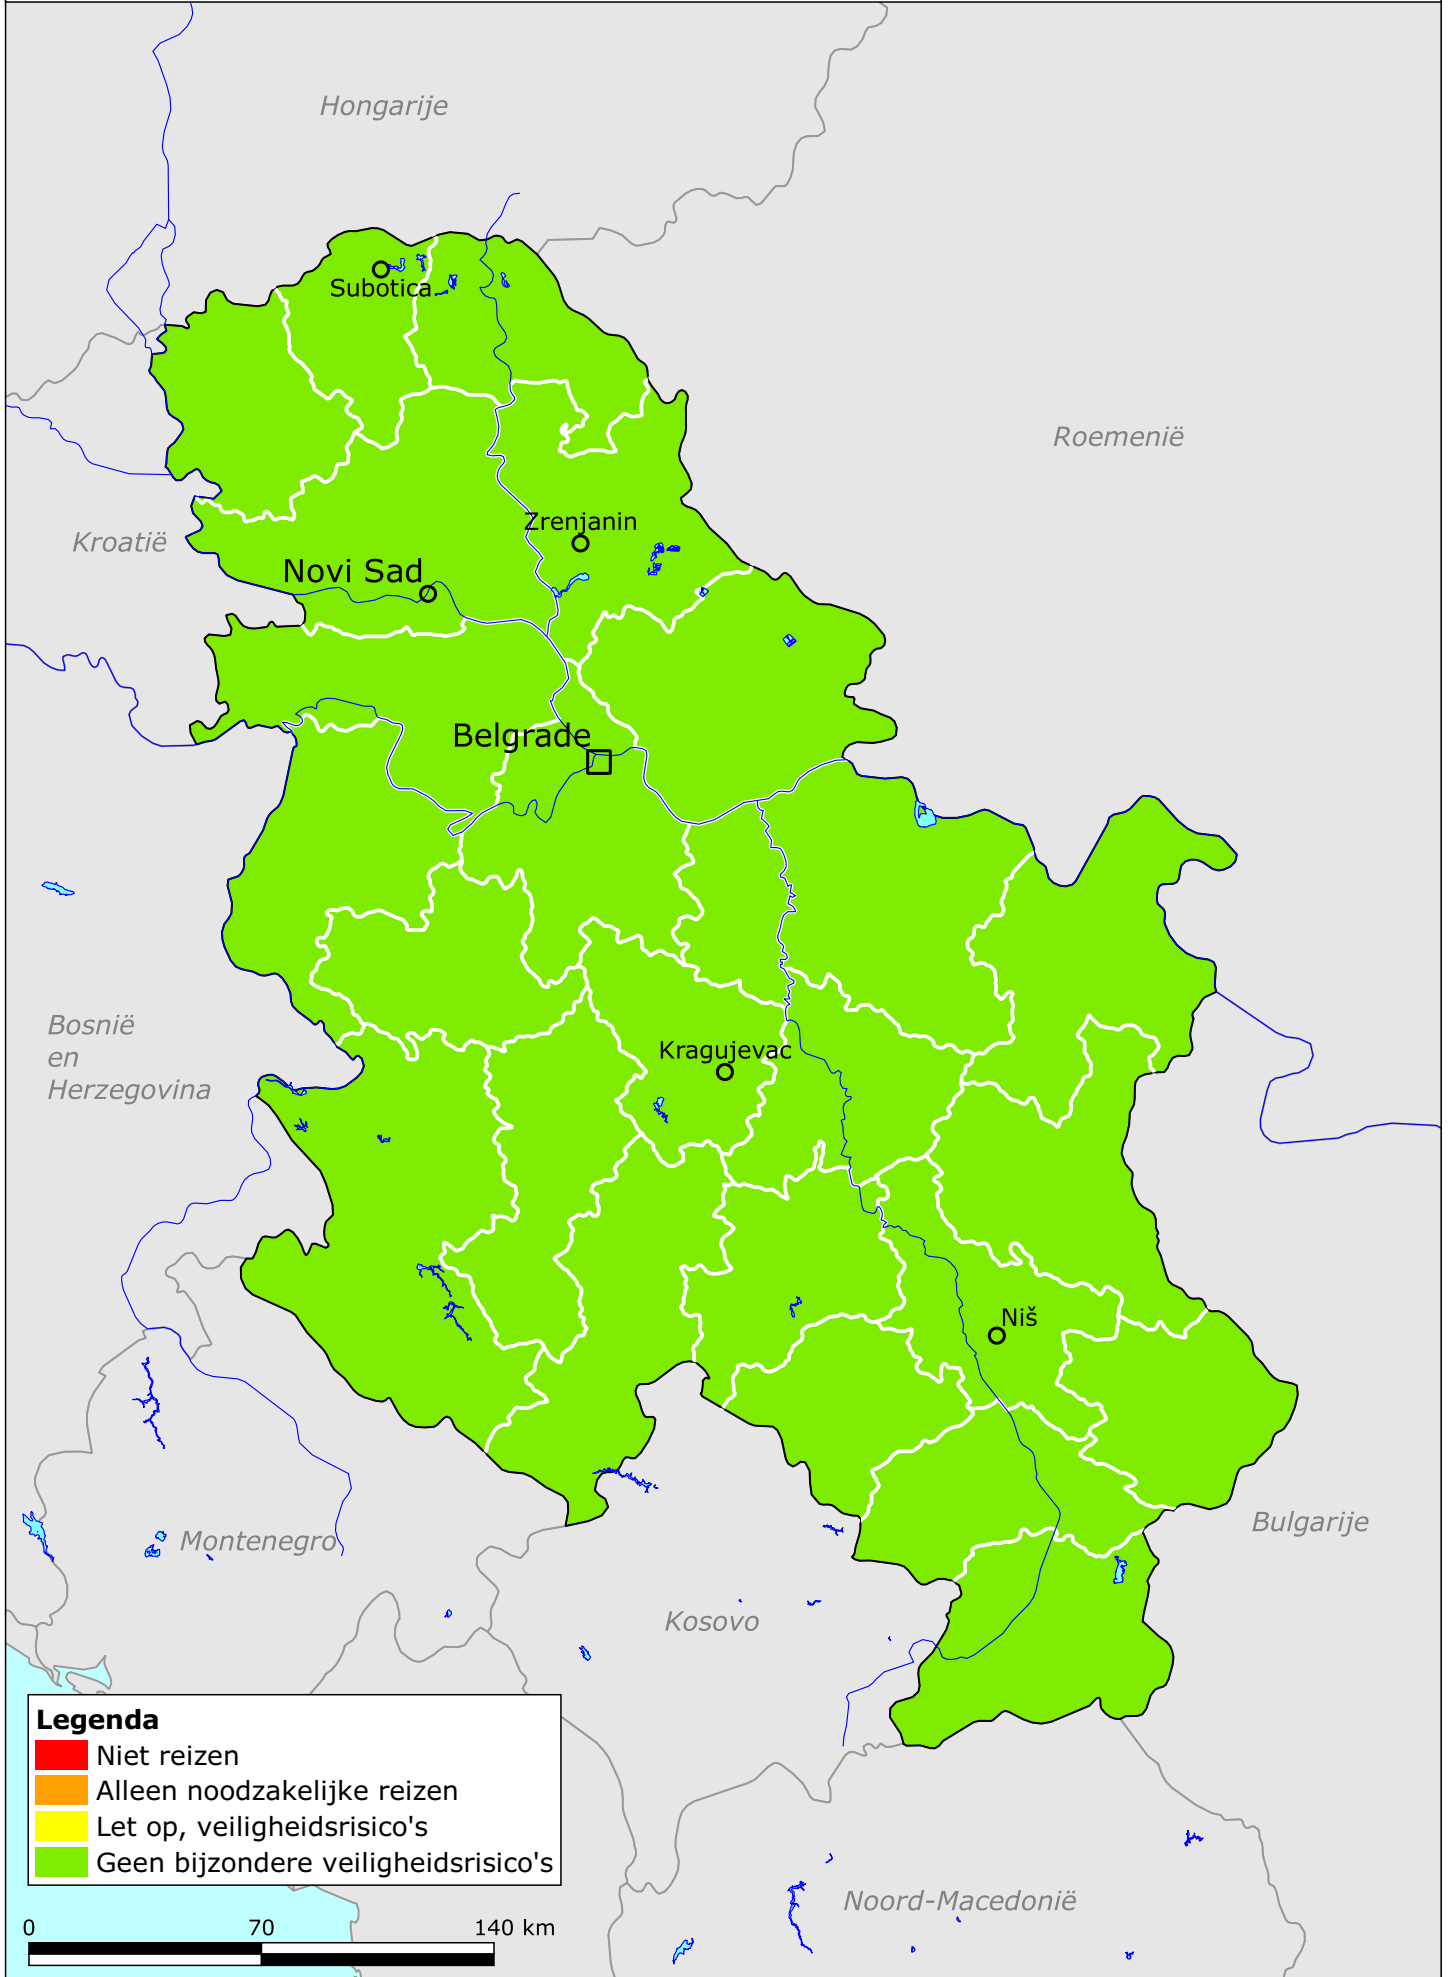 Hongarije
Subotica
Roemenië
Zrenjanin
Kroatië
Novi Sad
Belgrade
Bosnië
en
Herzegovina
Kragujevac
Niš
Bulgarije
Montenegro
Kosovo
Legenda
Niet reizen
Alleen noodzakelijke reizen
Let op, veiligheidsrisico's
Geen bijzondere veiligheidsrisico's
Noord-Macedonië
0 70 140 km